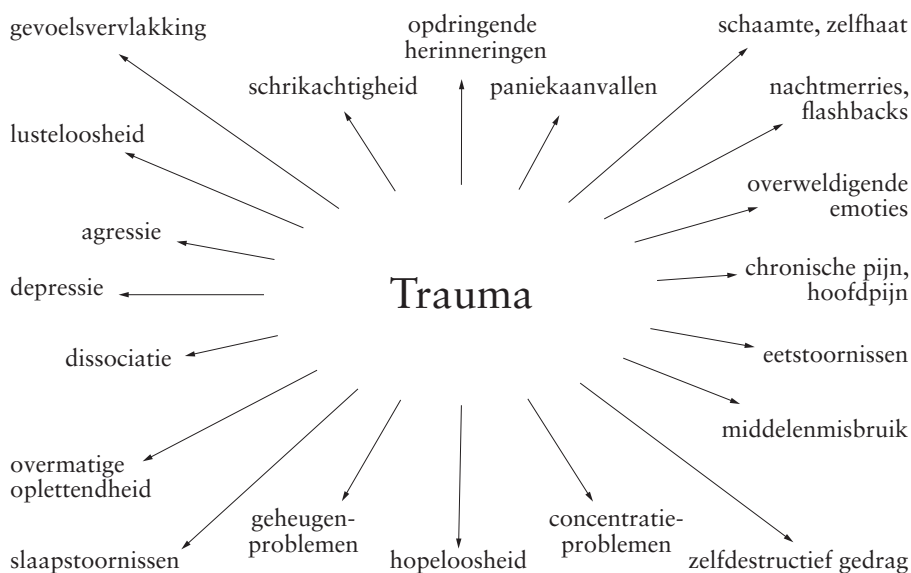 gevoelsvervlakking
opdringende
herinneringen
schaamte, zelfhaat
schrikachtigheid
paniekaanvallen
nachtmerries,
flashbacks
lusteloosheid
overweldigende
emoties
agressie
chronische pijn,
hoofdpijn
depressie
Trauma
dissociatie
eetstoornissen
middelenmisbruik
overmatige
oplettendheid
geheugen-
problemen
concentratie-
problemen
slaapstoornissen
hopeloosheid
zelfdestructief gedrag